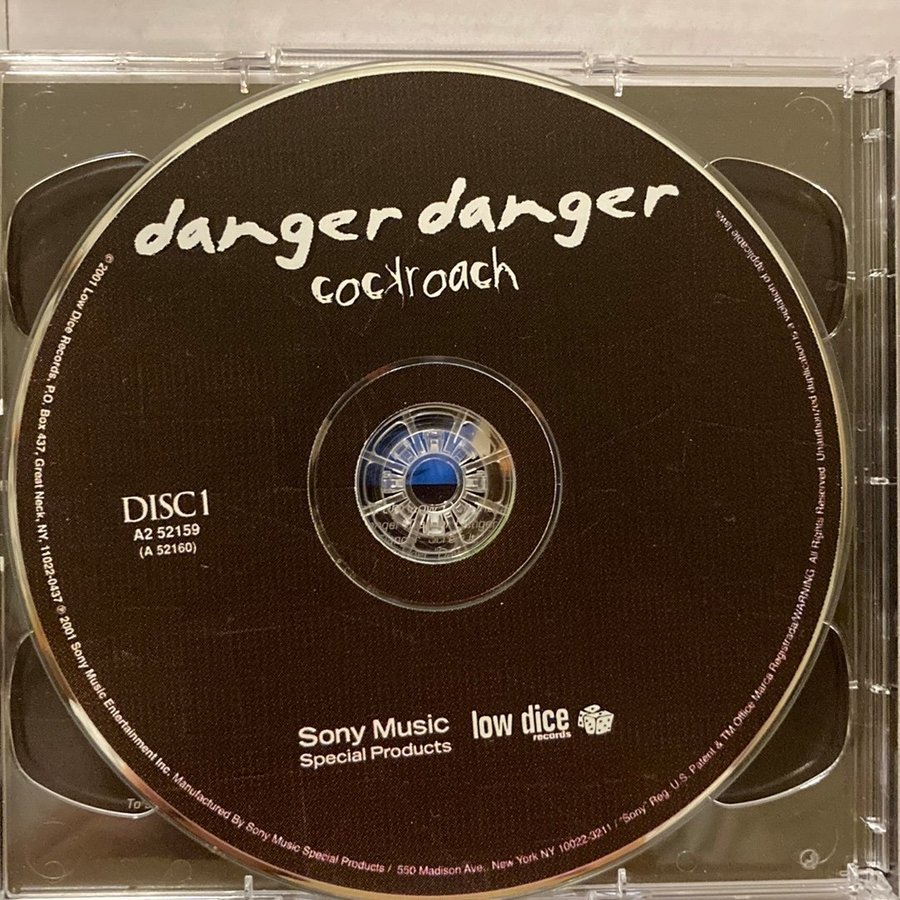 danger danger
cockroach
DISC 1
A2 52159
(A 52160)
Sony Music
Special Products
low dice
records
© 2001 Low Dice Records, P.O. Box 437, Great Neck, NY, 11022-0437 ℗ 2001 Sony Music Entertainment Inc. Manufactured By Sony Music Special Products / 550 Madison Ave., New York NY 10022-3211 / "Sony" Reg. U.S. Patent & TM Office Marca Registrada/WARNING: All Rights Reserved. Unauthorized duplication is a violation of applicable laws
To